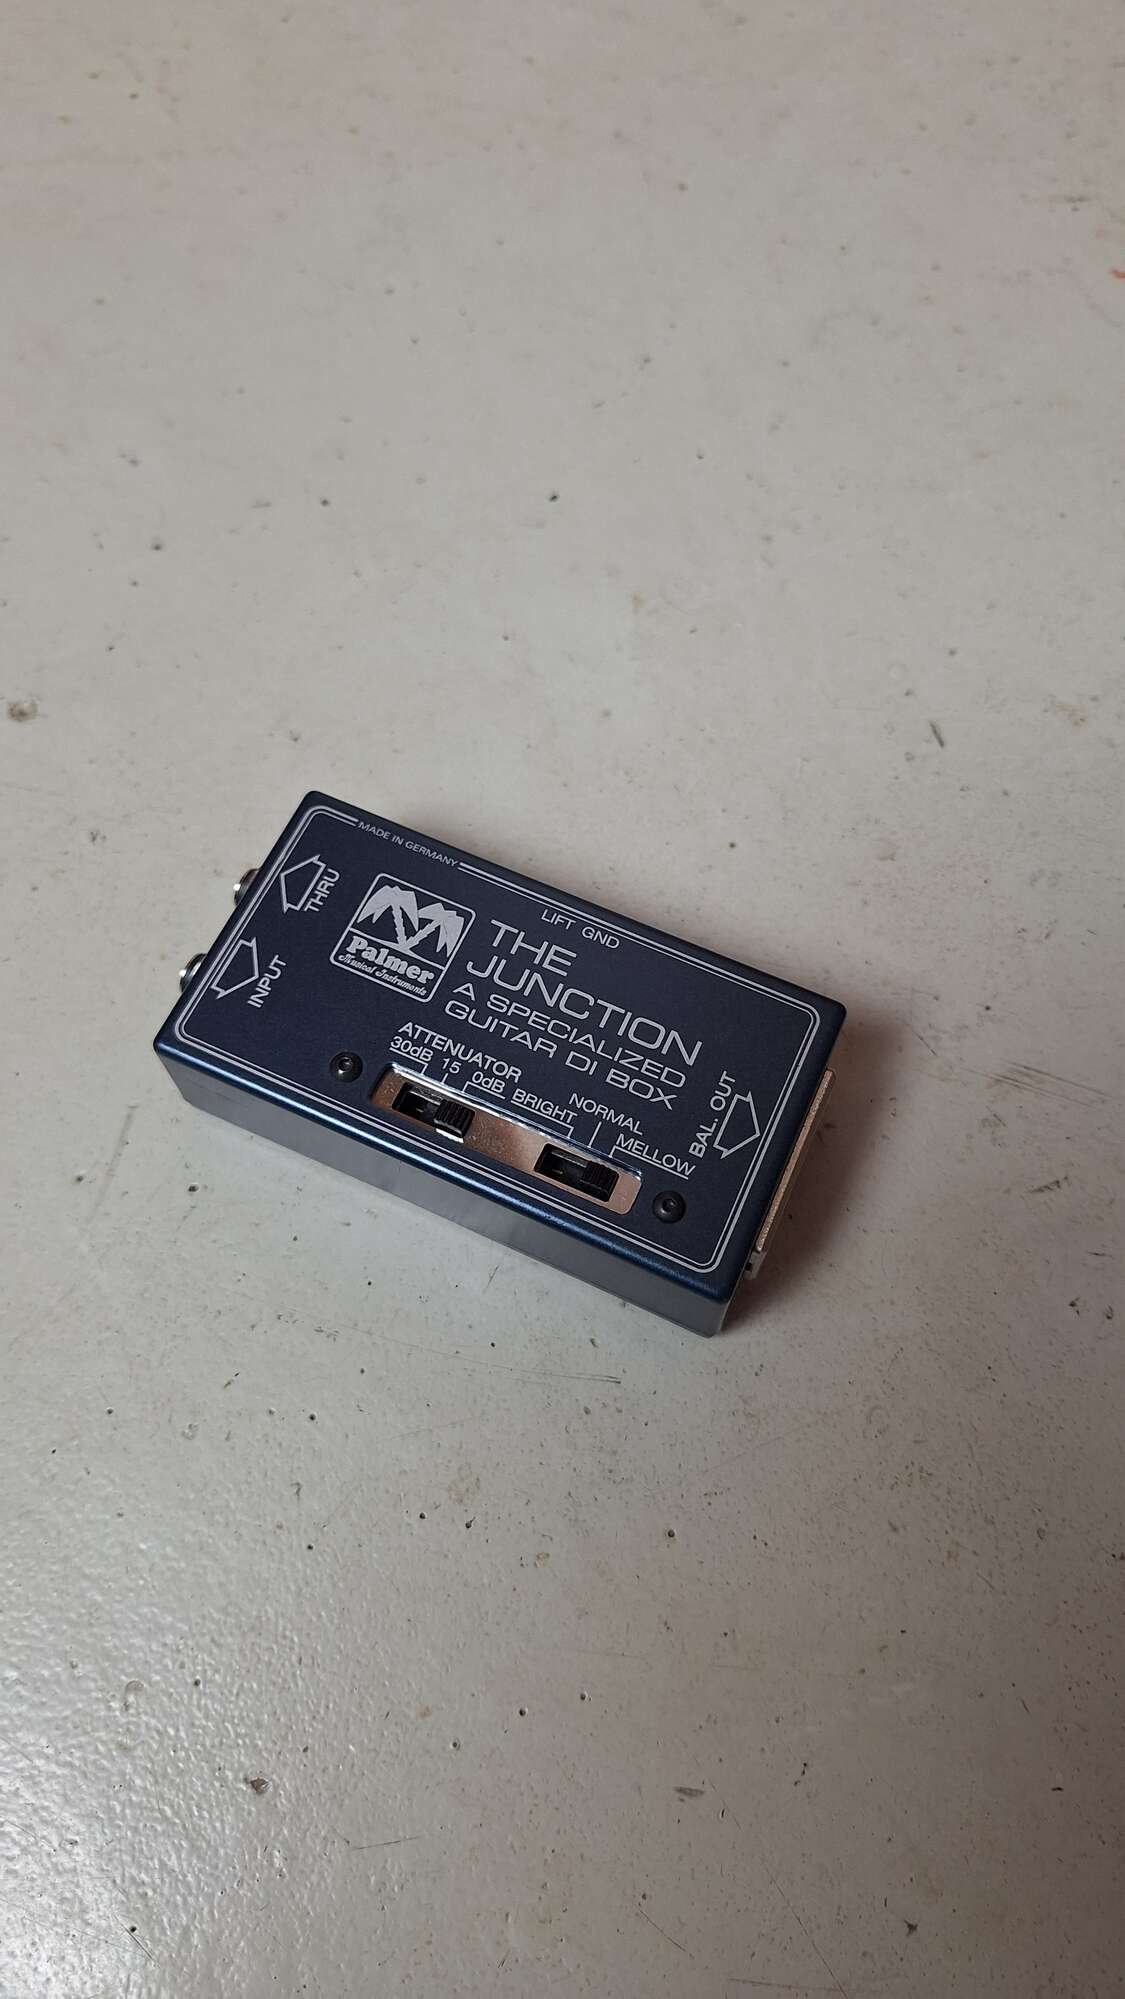 MADE IN GERMANY
THRU
INPUT
Palmer
Musical Instruments
LIFT GND
THE
JUNCTION
A SPECIALIZED
GUITAR DI BOX
ATTENUATOR
30dB 15 0dB
BRIGHT
NORMAL
MELLOW
BAL. OUT